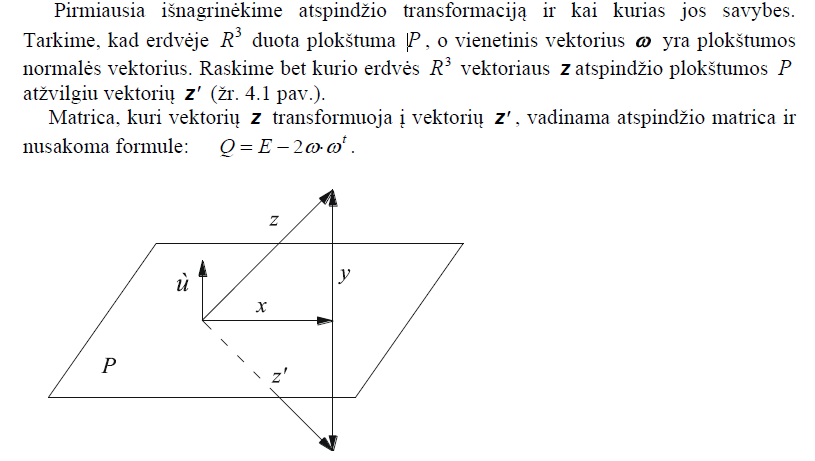 Pirmiausia išnagrinėkime atspindžio transformaciją ir kai kurias jos savybes.
Tarkime, kad erdvėje R³ duota plokštuma P, o vienetinis vektorius ω yra plokštumos
normalės vektorius. Raskime bet kurio erdvės R³ vektoriaus z atspindžio plokštumos P
atžvilgiu vektorių z′ (žr. 4.1 pav.).
Matrica, kuri vektorių z transformuoja į vektorių z′, vadinama atspindžio matrica ir
nusakoma formule: Q = E − 2ω·ωᵗ.
z
y
ù
x
P
z′